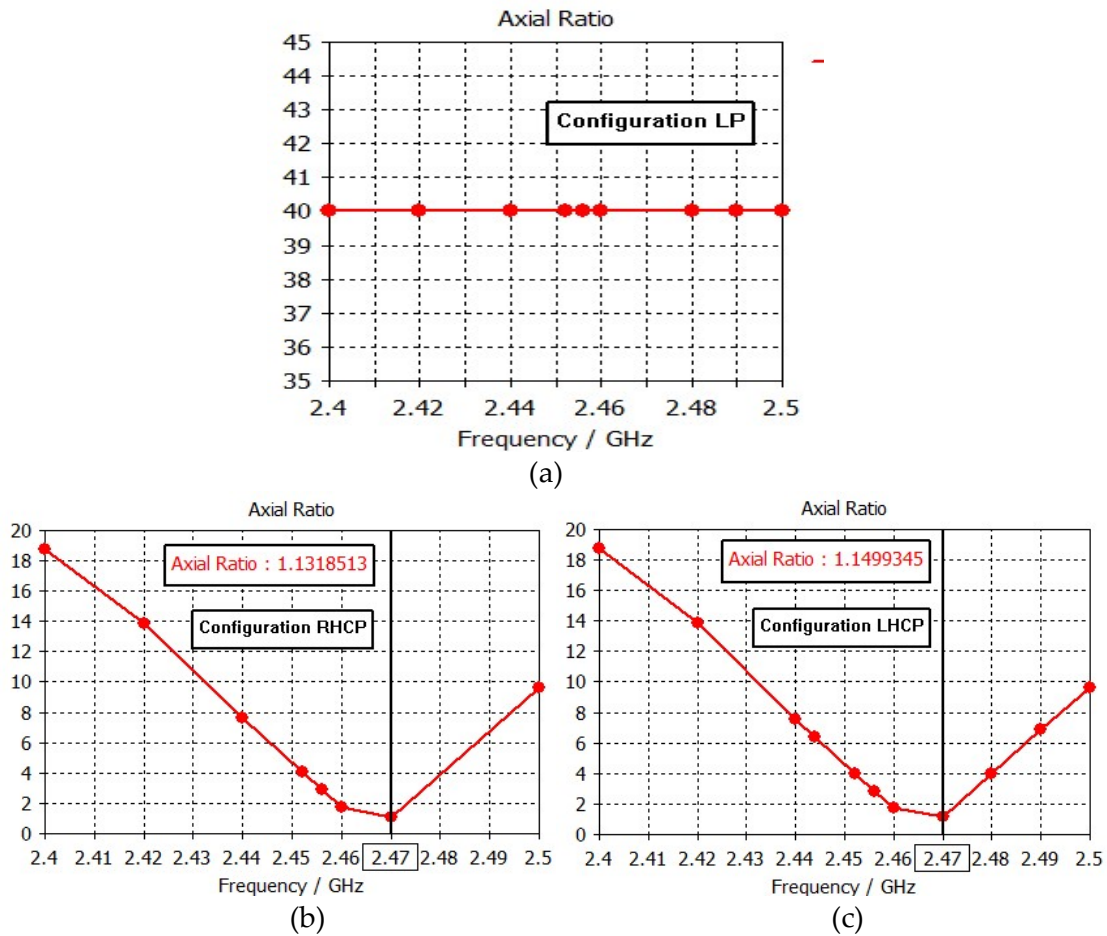 Axial Ratio
45
44
43
42
41
40
39
38
37
36
35
Configuration LP
2.4 2.42 2.44 2.46 2.48 2.5
Frequency / GHz
(a)
Axial Ratio
20
18
16
14
12
10
8
6
4
2
0
Axial Ratio : 1.1318513
Configuration RHCP
2.4 2.41 2.42 2.43 2.44 2.45 2.46 2.47 2.48 2.49 2.5
Frequency / GHz
(b)
Axial Ratio
20
18
16
14
12
10
8
6
4
2
0
Axial Ratio : 1.1499345
Configuration LHCP
2.4 2.41 2.42 2.43 2.44 2.45 2.46 2.47 2.48 2.49 2.5
Frequency / GHz
(c)